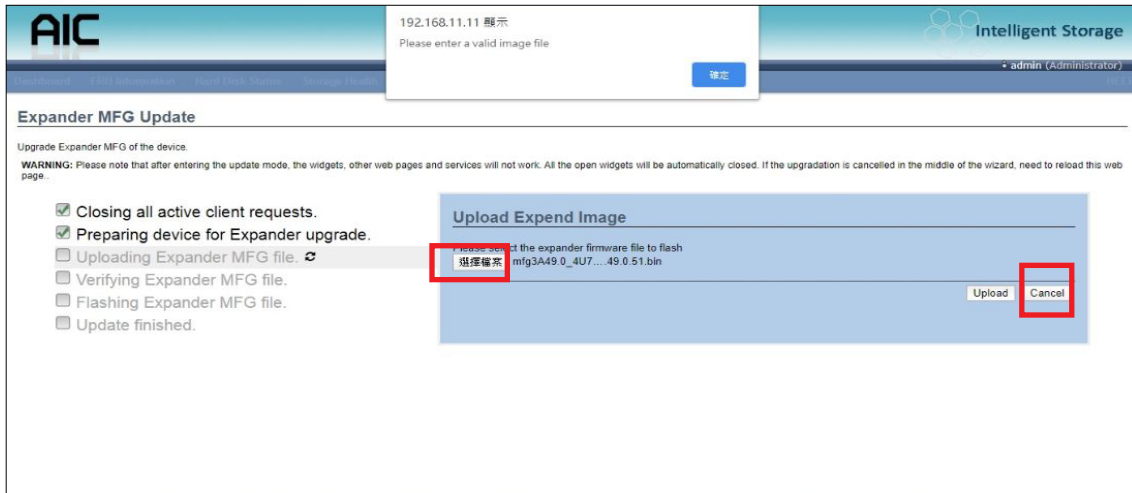 AIC
192.168.11.11 顯示
Please enter a valid image file
確定
Intelligent Storage
admin (Administrator)
Dashboard FRU Information Hard Disk Status Storage Health
HELP
Expander MFG Update
Upgrade Expander MFG of the device.
WARNING: Please note that after entering the update mode, the widgets, other web pages and services will not work. All the open widgets will be automatically closed. If the upgradation is cancelled in the middle of the wizard, need to reload this web
page..
Closing all active client requests.
Preparing device for Expander upgrade.
Uploading Expander MFG file.
Verifying Expander MFG file.
Flashing Expander MFG file.
Update finished.
Upload Expend Image
Please select the expander firmware file to flash
選擇檔案 mfg3A49.0_4U7....49.0.51.bin
Upload Cancel